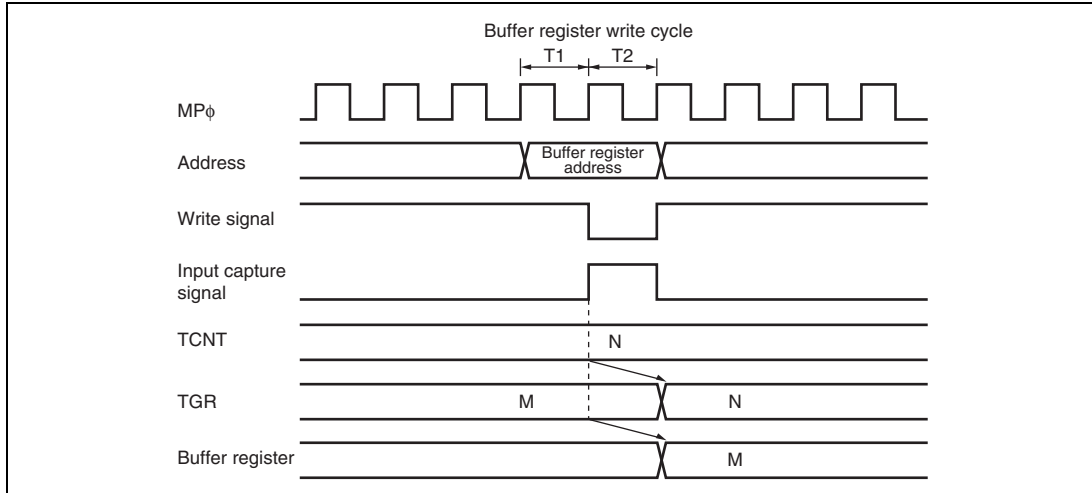 Buffer register write cycle
T1 T2
MPφ
Address
Buffer register
address
Write signal
Input capture
signal
TCNT
N
TGR
M N
Buffer register
M